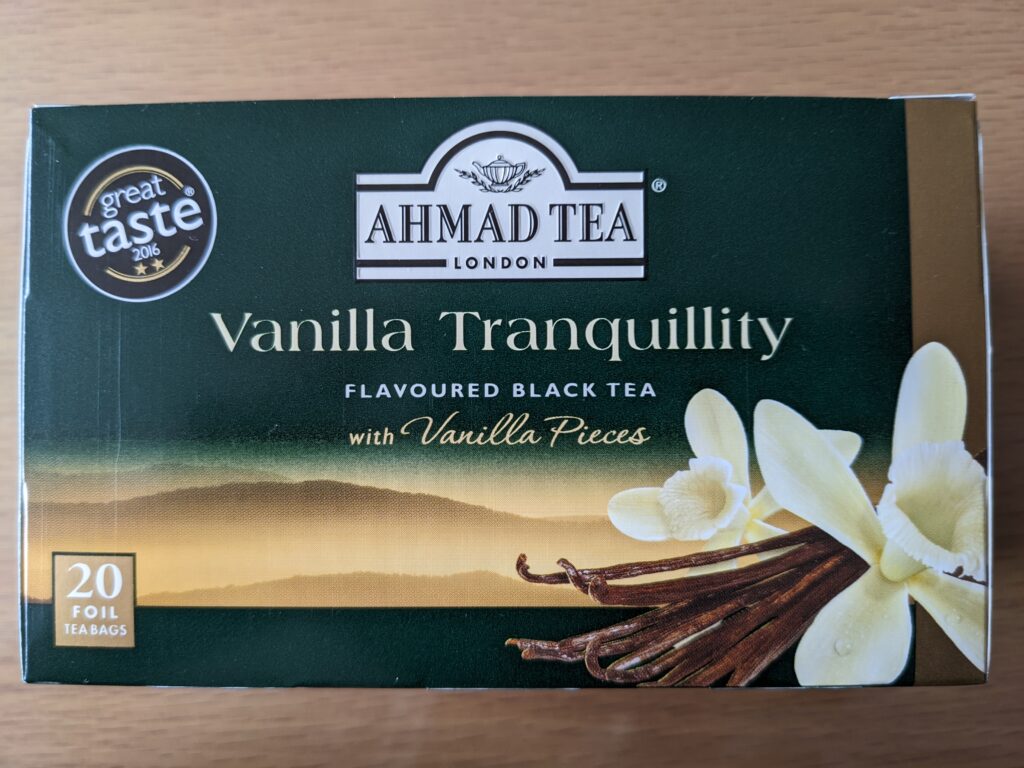 great
taste®
2016
AHMAD TEA ®
LONDON
Vanilla Tranquillity
FLAVOURED BLACK TEA
with Vanilla Pieces
20
FOIL
TEA BAGS